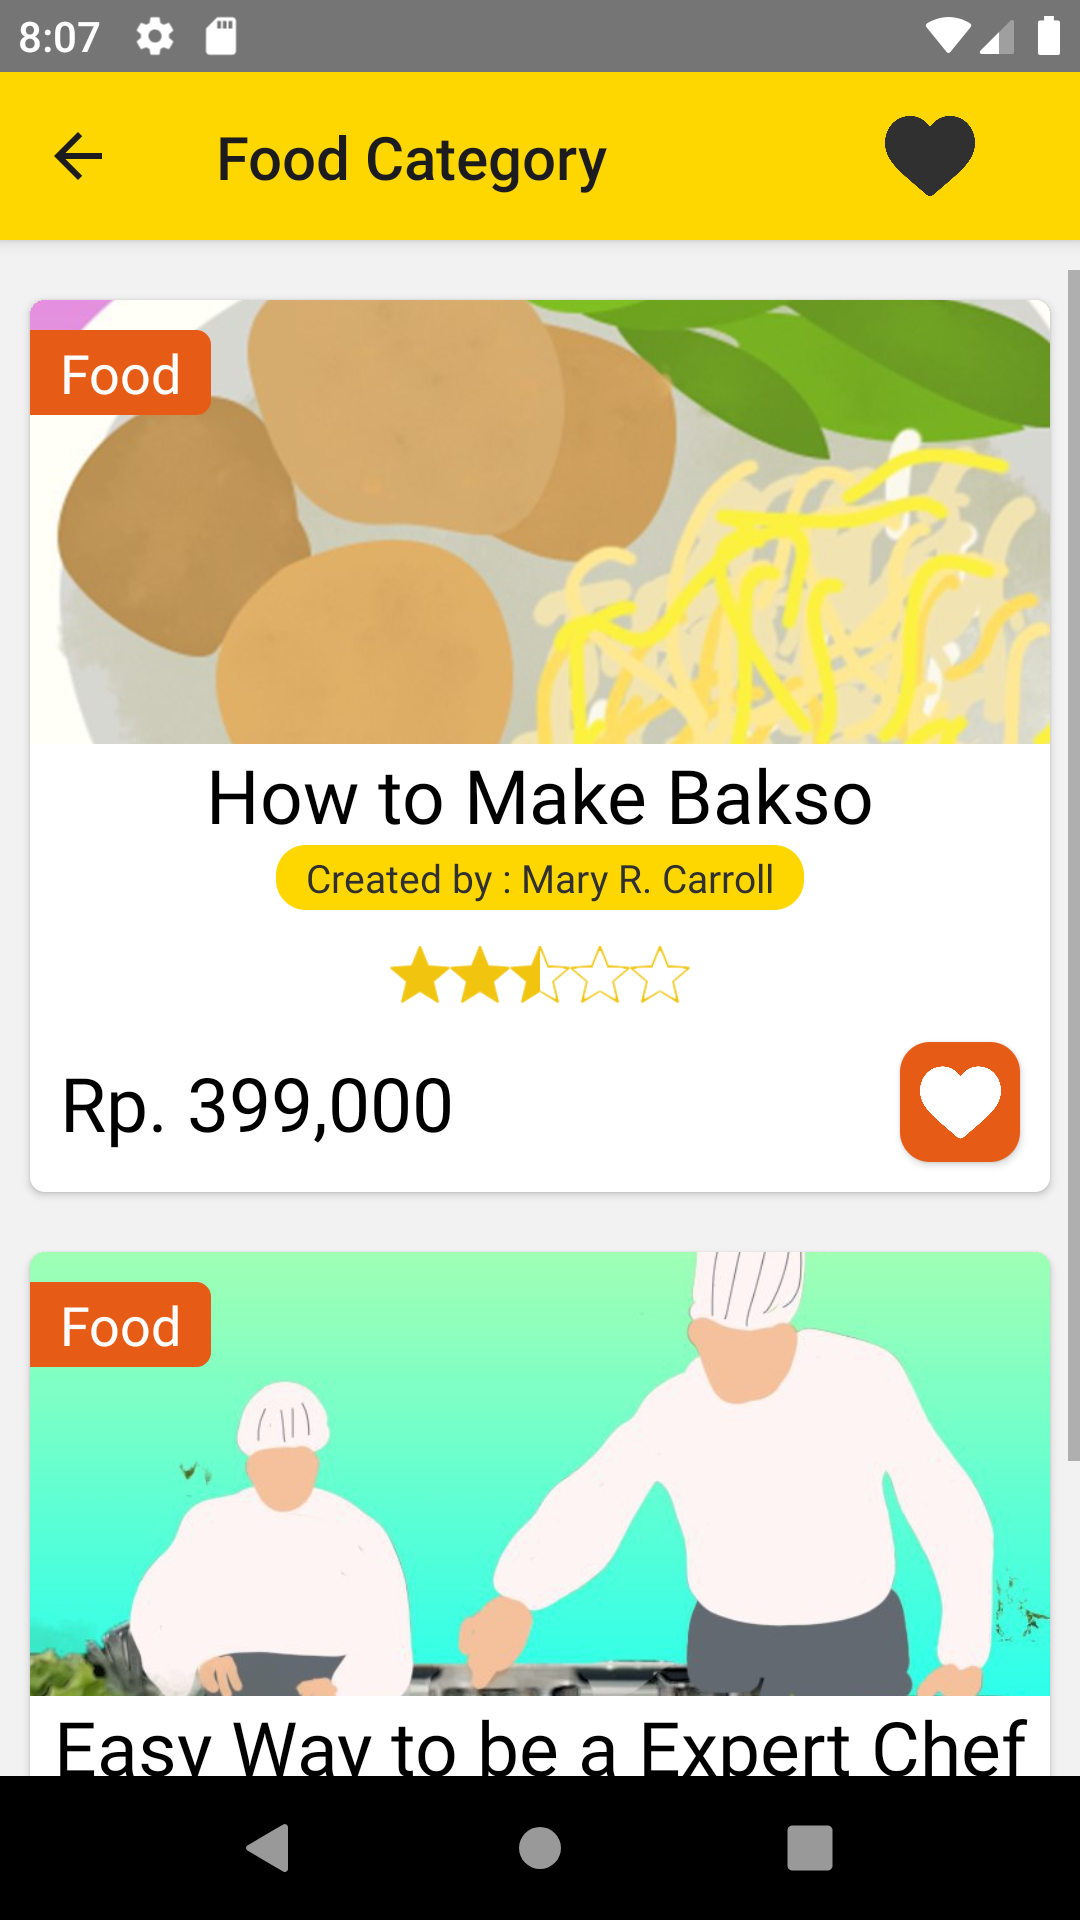 8:07
Food Category
Food
How to Make Bakso
Created by : Mary R. Carroll
Rp. 399,000
Food
Easy Way to be a Expert Chef